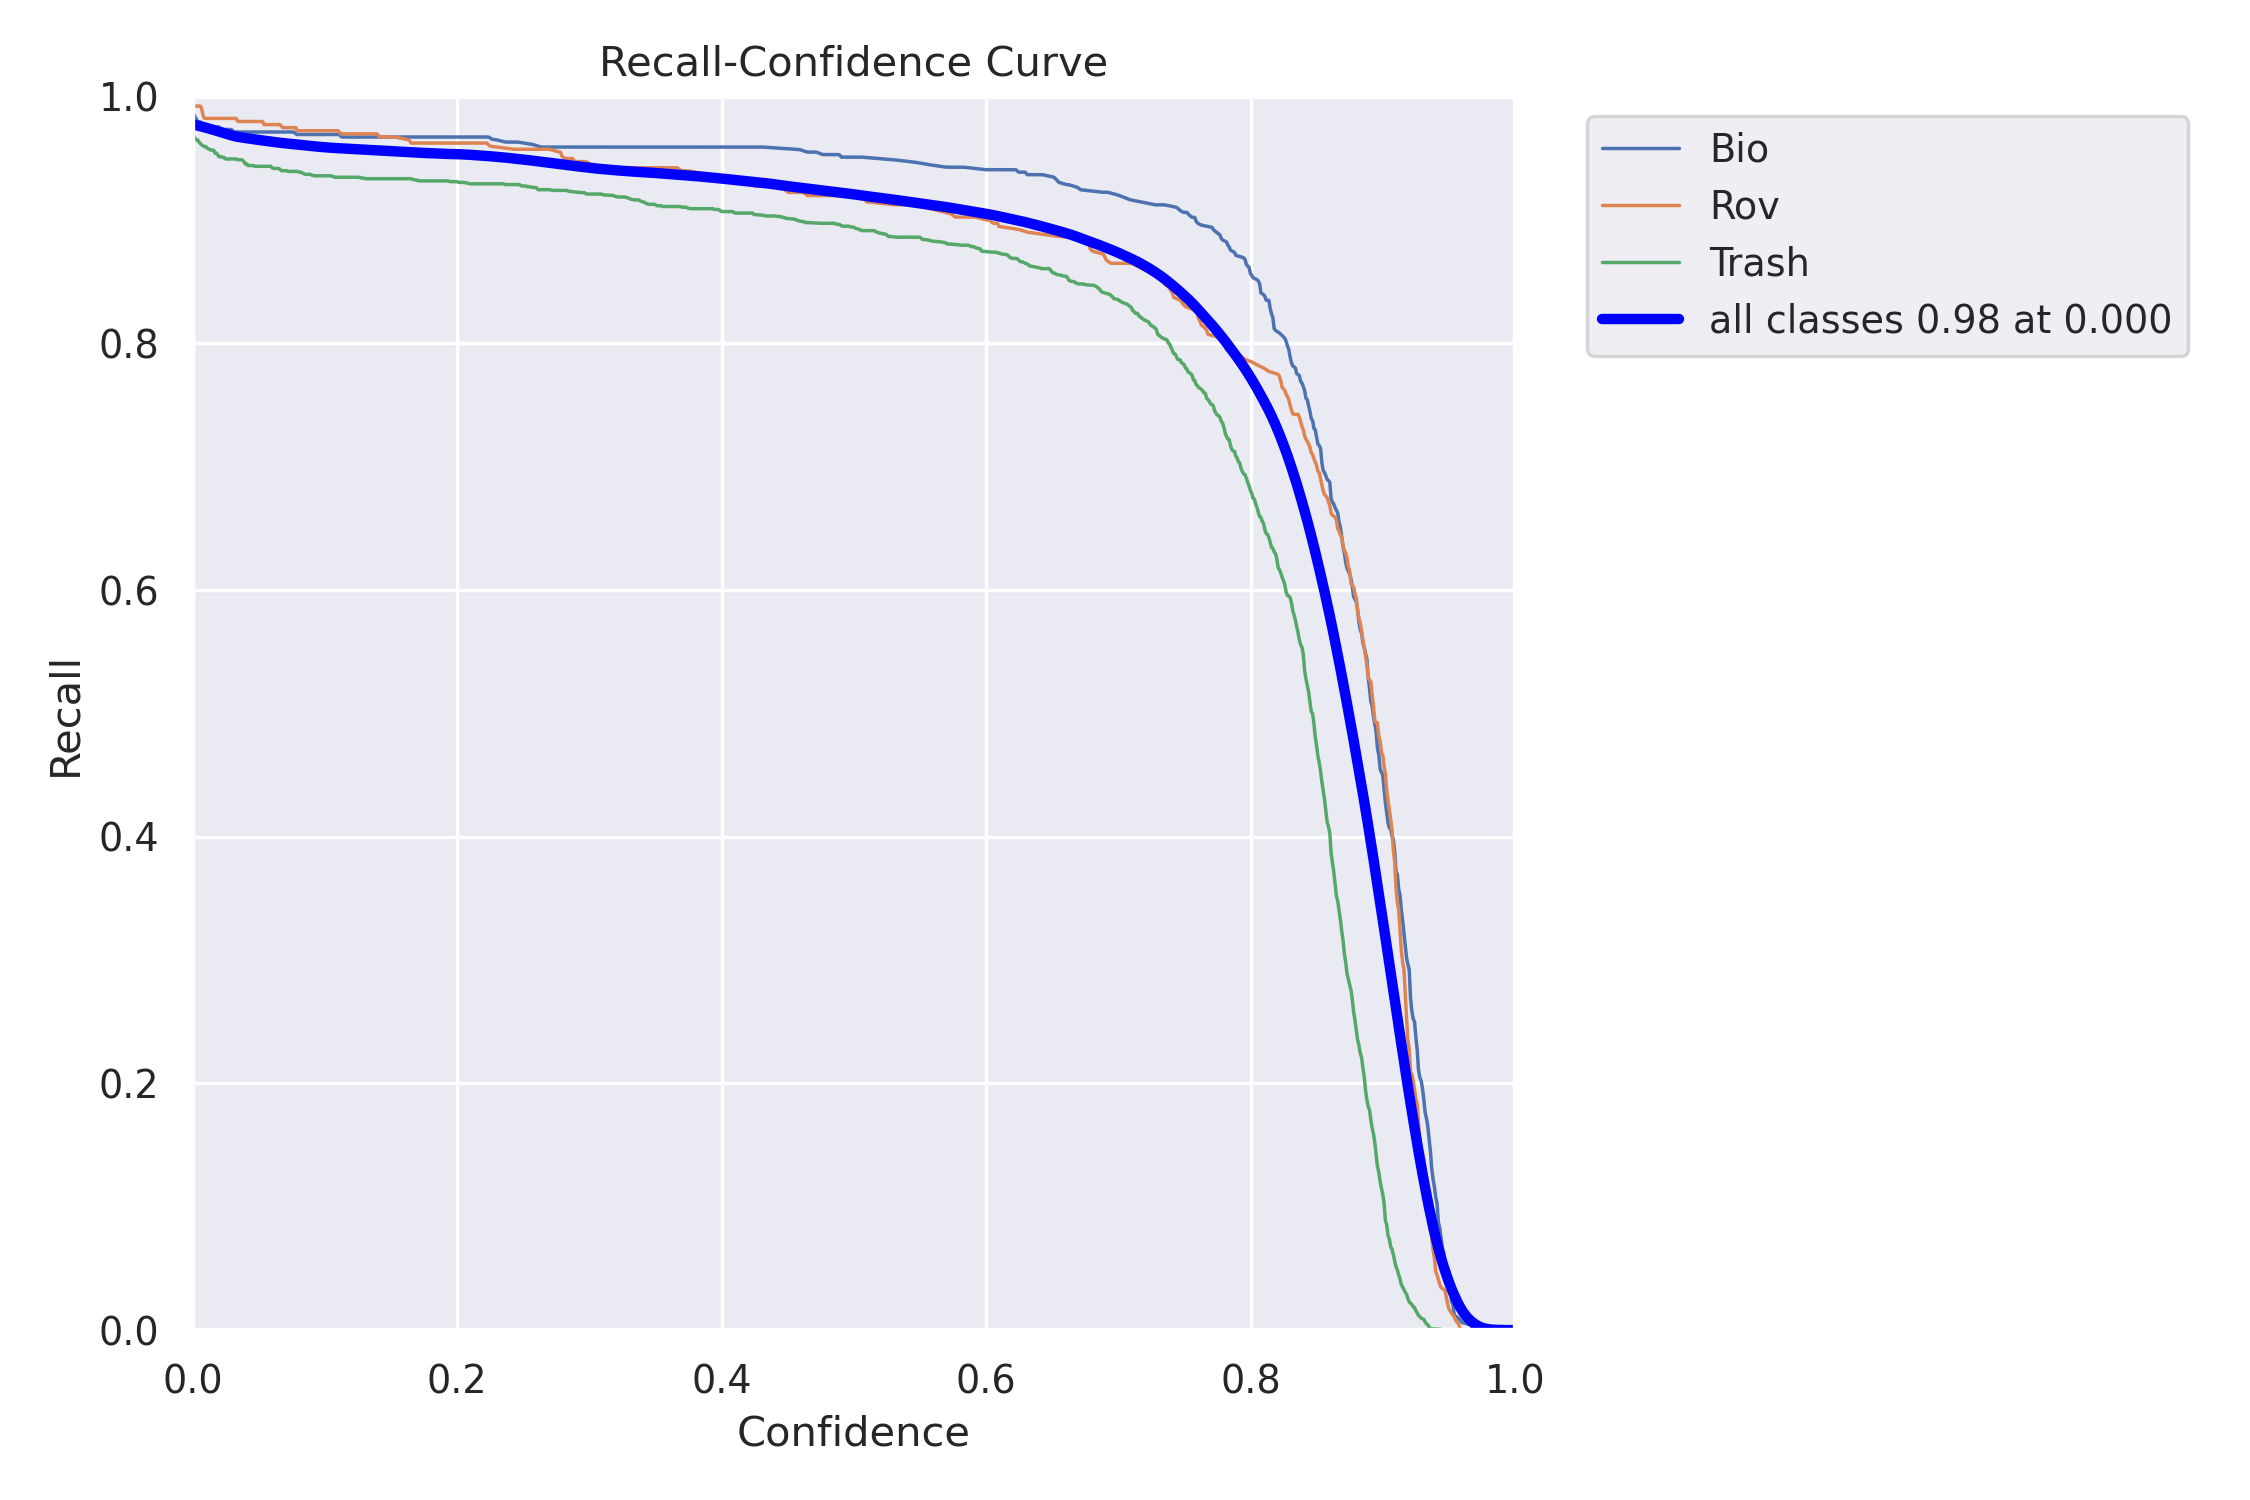 Recall-Confidence Curve
1.0
0.8
0.6
0.4
0.2
0.0
Recall
0.0 0.2 0.4 0.6 0.8 1.0
Confidence
Bio
Rov
Trash
all classes 0.98 at 0.000